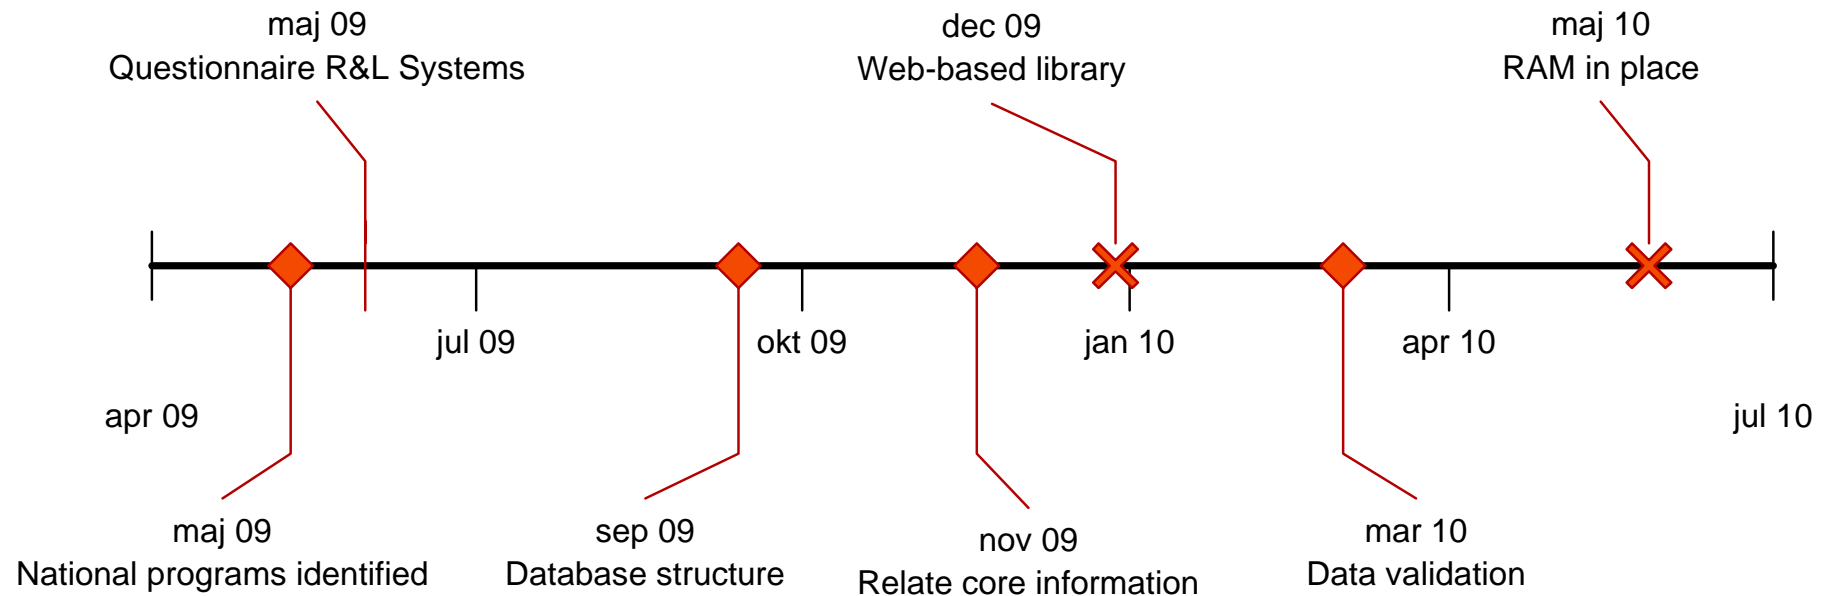 maj 09
Questionnaire R&L Systems
dec 09
Web-based library
maj 10
RAM in place
jul 09
okt 09
jan 10
apr 10
apr 09
jul 10
maj 09
National programs identified
sep 09
Database structure
nov 09
Relate core information
mar 10
Data validation